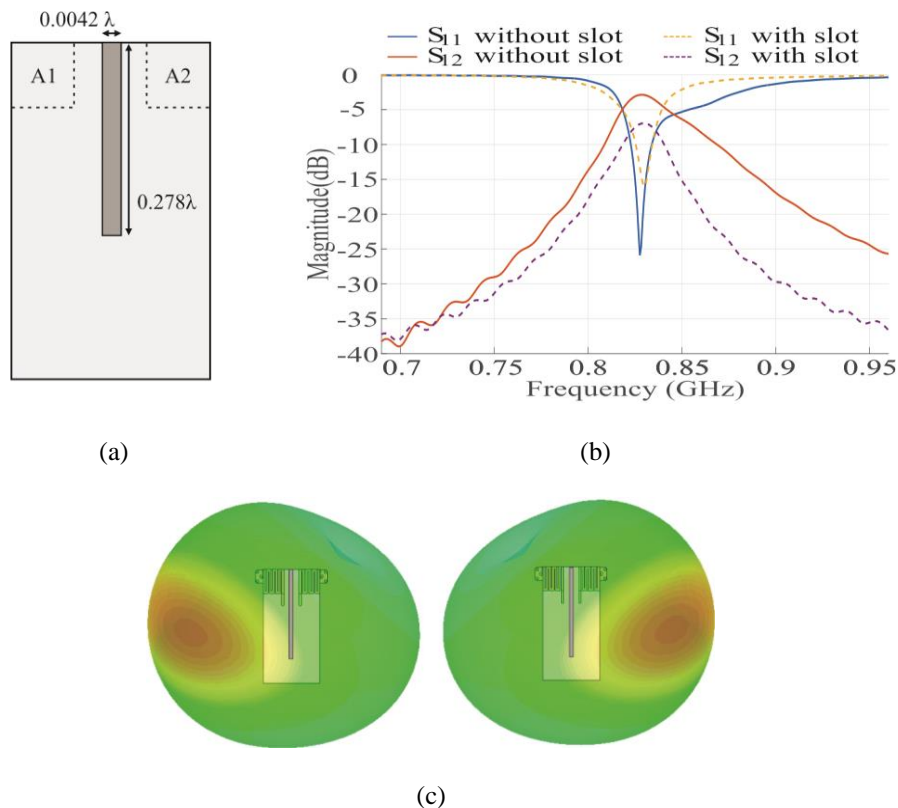 0.0042 λ
A1
A2
0.278λ
(a)
S11 without slot
S12 without slot
S11 with slot
S12 with slot
Magnitude(dB)
0
-5
-10
-15
-20
-25
-30
-35
-40
0.7
0.75
0.8
0.85
0.9
0.95
Frequency (GHz)
(b)
(c)